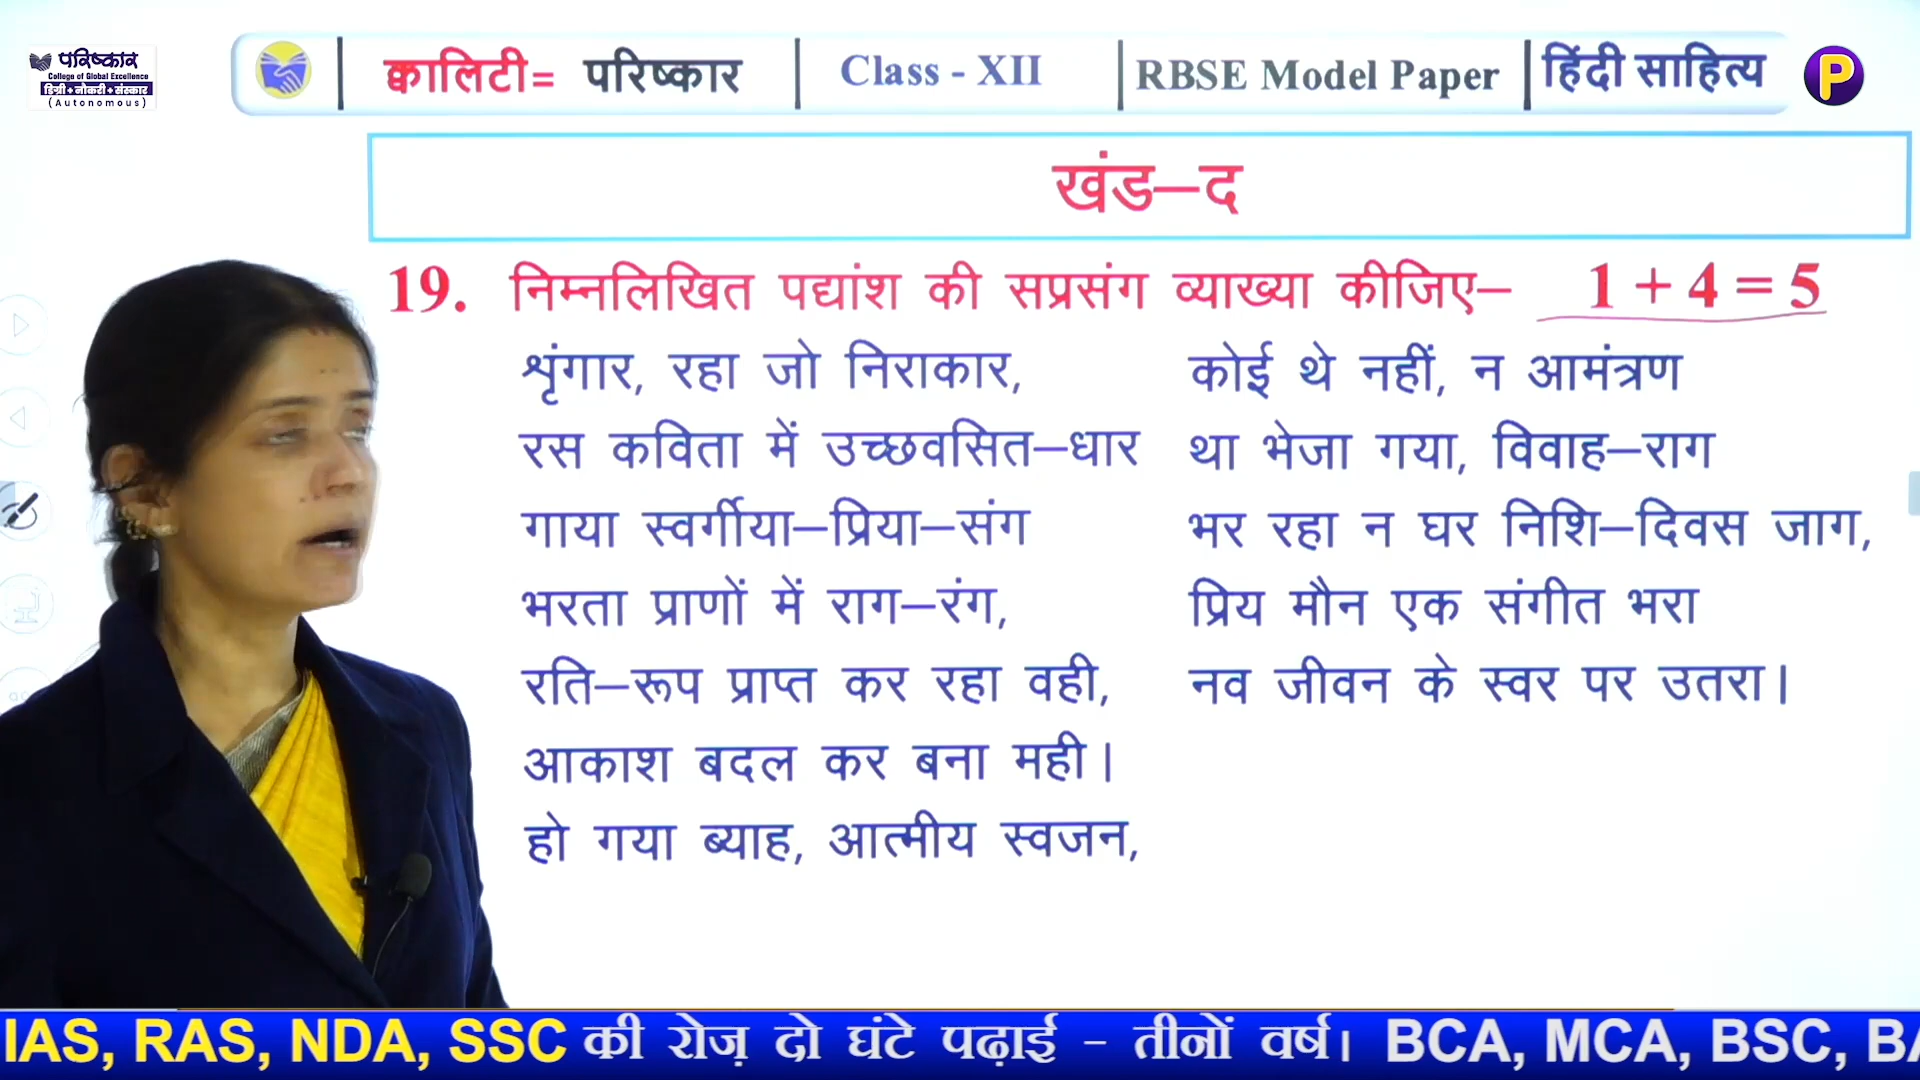 परिष्कार
College of Global Excellence
डिग्री + नौकरी + संस्कार
(Autonomous)
क्वालिटी= परिष्कार
Class - XII
RBSE Model Paper
हिंदी साहित्य
P
खंड–द
19. निम्नलिखित पद्यांश की सप्रसंग व्याख्या कीजिए– 1 + 4 = 5
श्रृंगार, रहा जो निराकार,
रस कविता में उच्छवसित–धार
गाया स्वर्गीया–प्रिया–संग
भरता प्राणों में राग–रंग,
रति–रूप प्राप्त कर रहा वही,
आकाश बदल कर बना मही।
हो गया ब्याह, आत्मीय स्वजन,
कोई थे नहीं, न आमंत्रण
था भेजा गया, विवाह–राग
भर रहा न घर निशि–दिवस जाग,
प्रिय मौन एक संगीत भरा
नव जीवन के स्वर पर उतरा।
IAS, RAS, NDA, SSC की रोज़ दो घंटे पढ़ाई - तीनों वर्ष। BCA, MCA, BSC, BA